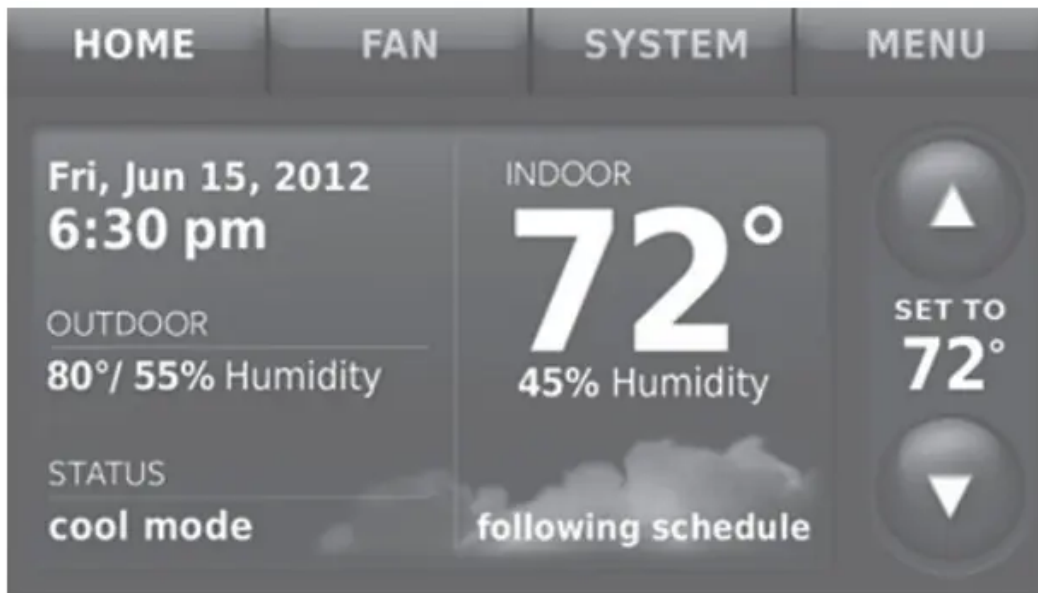 HOME FAN SYSTEM MENU
Fri, Jun 15, 2012
6:30 pm
OUTDOOR
80°/ 55% Humidity
STATUS
cool mode
INDOOR
72°
45% Humidity
following schedule
SET TO
72°